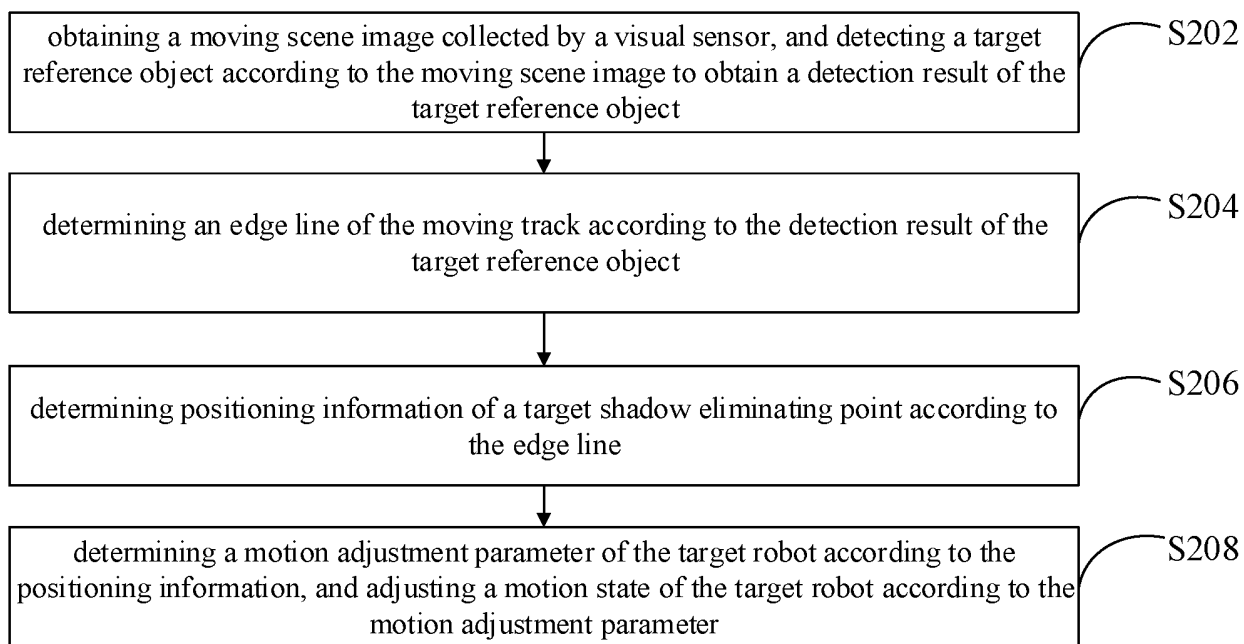 obtaining a moving scene image collected by a visual sensor, and detecting a target
reference object according to the moving scene image to obtain a detection result of the
target reference object
S202
determining an edge line of the moving track according to the detection result of the
target reference object
S204
determining positioning information of a target shadow eliminating point according to
the edge line
S206
determining a motion adjustment parameter of the target robot according to the
positioning information, and adjusting a motion state of the target robot according to the
motion adjustment parameter
S208